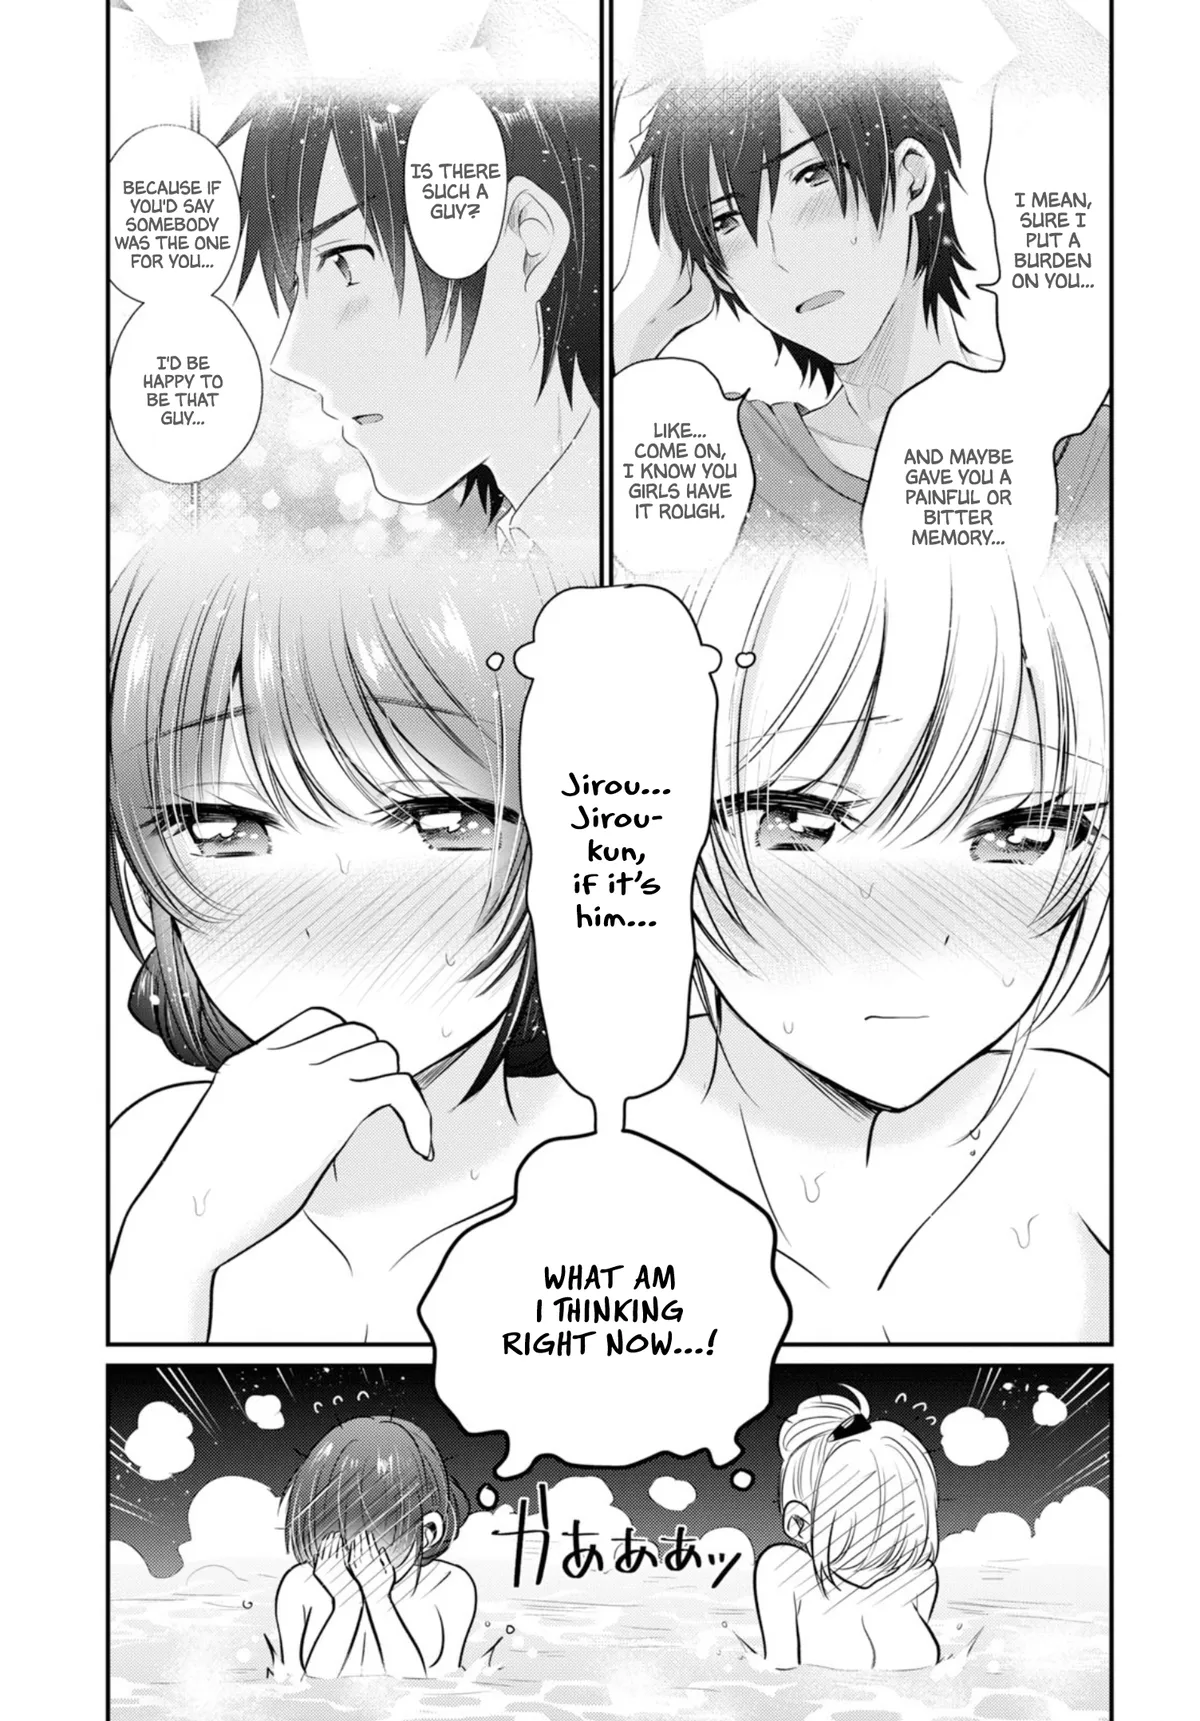 I MEAN,
SURE I
PUT A
BURDEN
ON YOU...
AND MAYBE
GAVE YOU A
PAINFUL OR
BITTER
MEMORY...
LIKE...
COME ON,
I KNOW YOU
GIRLS HAVE
IT ROUGH.
IS THERE
SUCH A
GUY?
BECAUSE IF
YOU'D SAY
SOMEBODY
WAS THE ONE
FOR YOU...
I'D BE
HAPPY TO
BE THAT
GUY...
Jirou...
Jirou-
kun,
if it's
him...
WHAT AM
I THINKING
RIGHT NOW...!
かあああッ